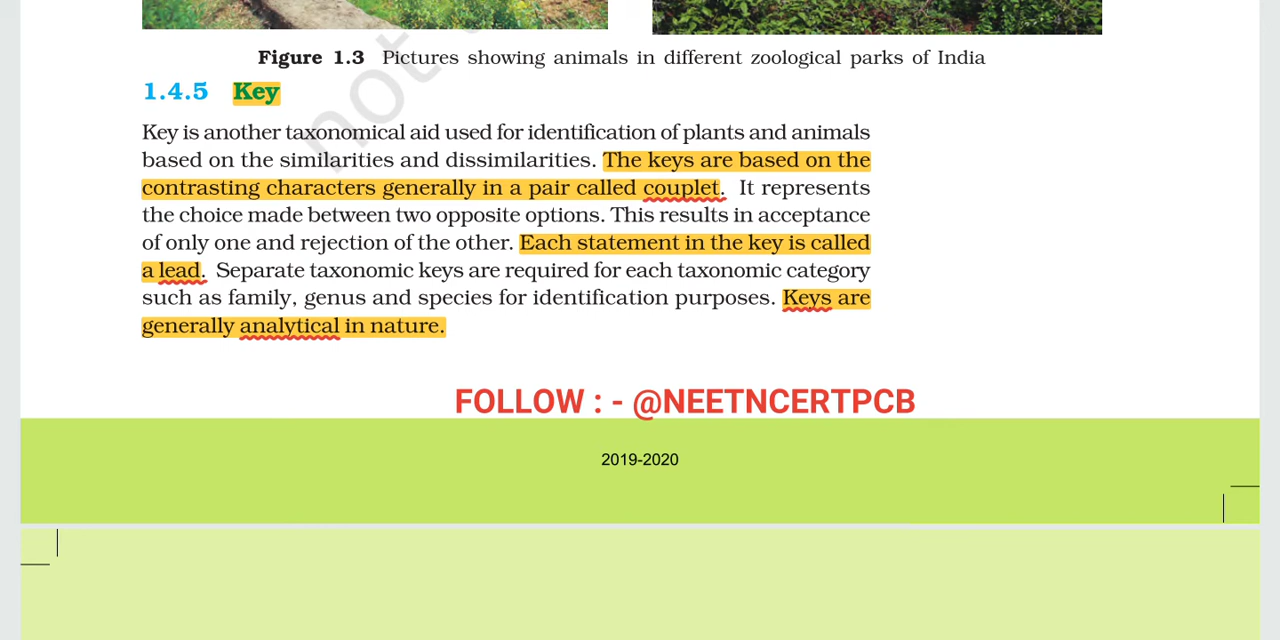 Figure 1.3 Pictures showing animals in different zoological parks of India
1.4.5 Key
Key is another taxonomical aid used for identification of plants and animals
based on the similarities and dissimilarities. The keys are based on the
contrasting characters generally in a pair called couplet. It represents
the choice made between two opposite options. This results in acceptance
of only one and rejection of the other. Each statement in the key is called
a lead. Separate taxonomic keys are required for each taxonomic category
such as family, genus and species for identification purposes. Keys are
generally analytical in nature.
not
FOLLOW : - @NEETNCERTPCB
2019-2020